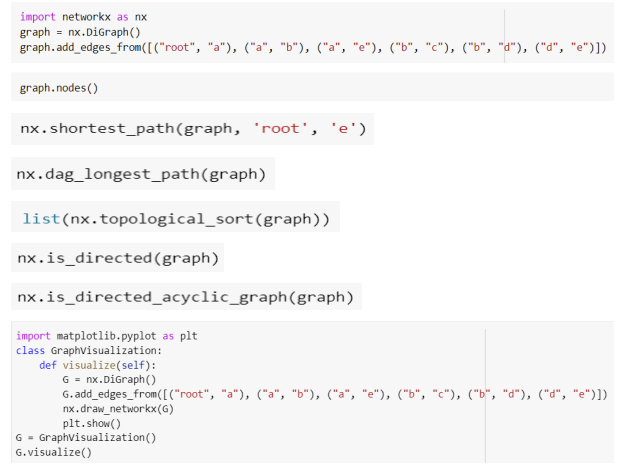 import networkx as nx
graph = nx.DiGraph()
graph.add_edges_from([("root", "a"), ("a", "b"), ("a", "e"), ("b", "c"), ("b", "d"), ("d", "e")])
graph.nodes()
nx.shortest_path(graph, 'root', 'e')
nx.dag_longest_path(graph)
list(nx.topological_sort(graph))
nx.is_directed(graph)
nx.is_directed_acyclic_graph(graph)
import matplotlib.pyplot as plt
class GraphVisualization:
    def visualize(self):
        G = nx.DiGraph()
        G.add_edges_from([("root", "a"), ("a", "b"), ("a", "e"), ("b", "c"), ("b", "d"), ("d", "e")])
        nx.draw_networkx(G)
        plt.show()
G = GraphVisualization()
G.visualize()